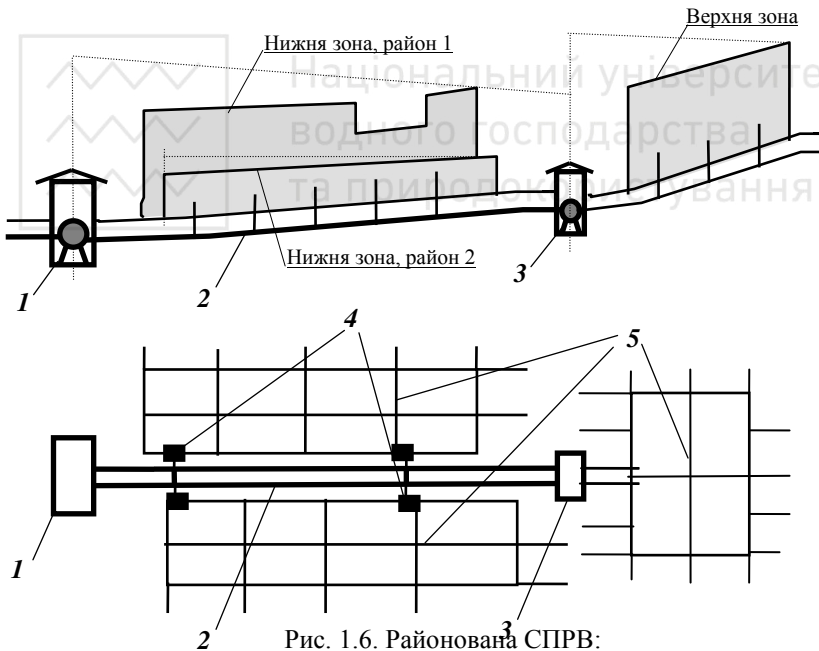 Нижня зона, район 1
Верхня зона
Національний університе
водного господарства
та природокористування
Нижня зона, район 2
1
2
3
4
5
1
2
3
Рис. 1.6. Районована СПРВ: